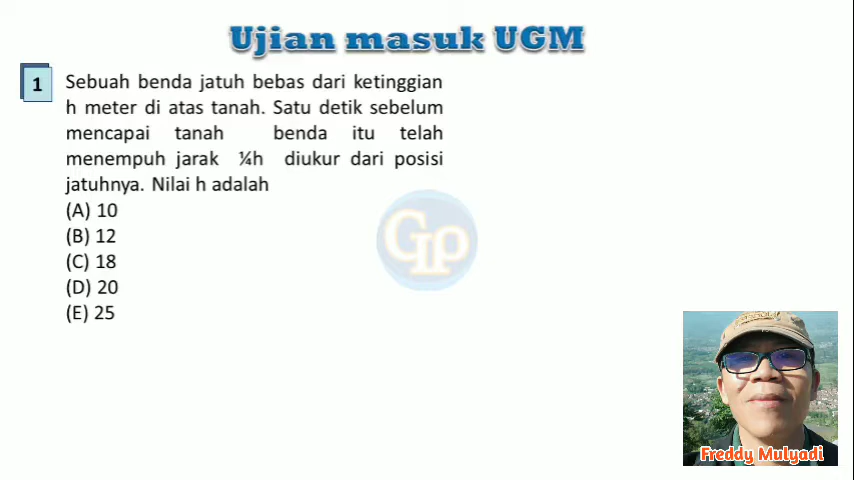 Ujian masuk UGM
1
Sebuah benda jatuh bebas dari ketinggian
h meter di atas tanah. Satu detik sebelum
mencapai tanah benda itu telah
menempuh jarak ¼h diukur dari posisi
jatuhnya. Nilai h adalah
(A) 10
(B) 12
(C) 18
(D) 20
(E) 25
GIP
Freddy Mulyadi